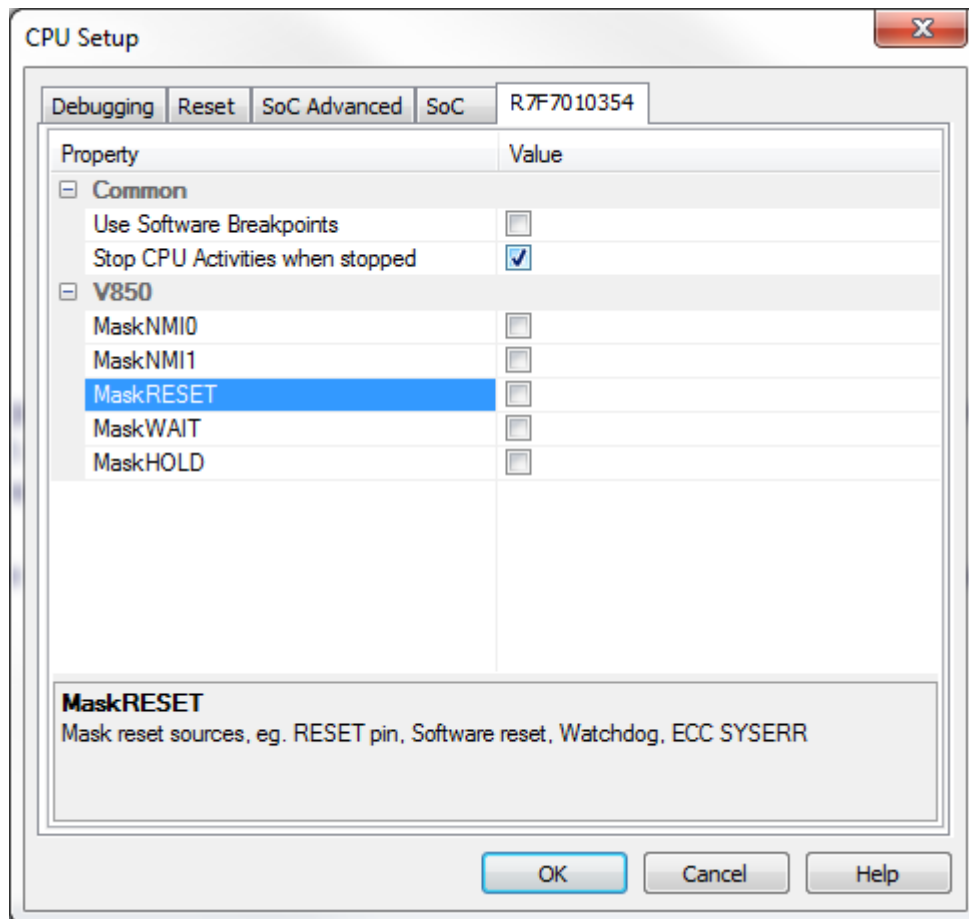 CPU Setup
Debugging Reset SoC Advanced SoC R7F7010354
Property Value
Common
Use Software Breakpoints
Stop CPU Activities when stopped
V850
MaskNMI0
MaskNMI1
MaskRESET
MaskWAIT
MaskHOLD
MaskRESET
Mask reset sources, eg. RESET pin, Software reset, Watchdog, ECC SYSERR
OK Cancel Help